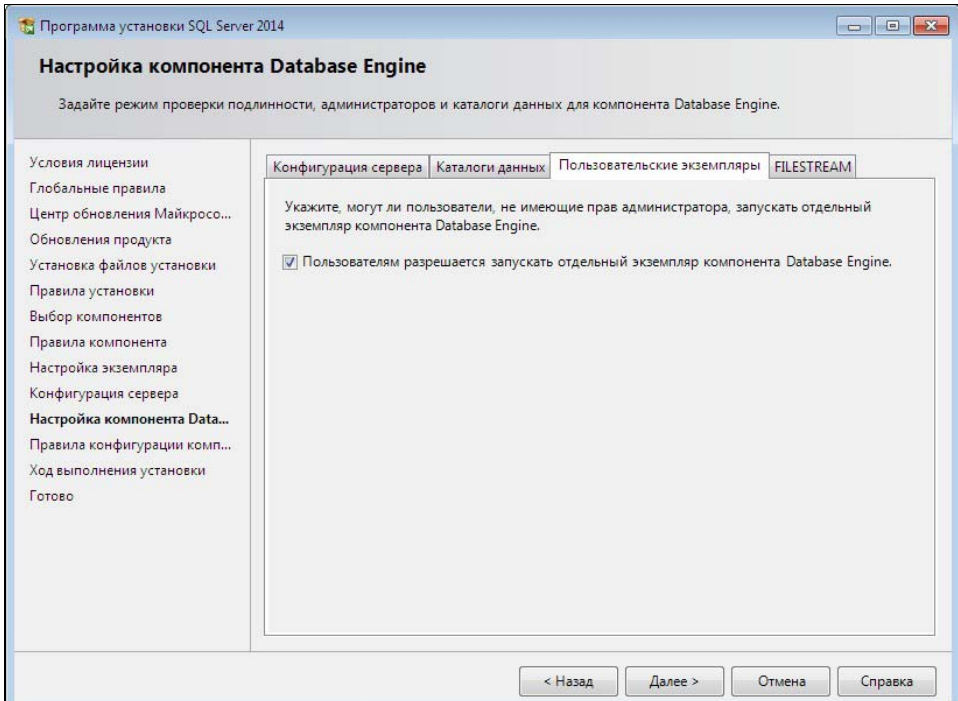 Программа установки SQL Server 2014
Настройка компонента Database Engine
Задайте режим проверки подлинности, администраторов и каталоги данных для компонента Database Engine.
Условия лицензии
Глобальные правила
Центр обновления Майкросо...
Обновления продукта
Установка файлов установки
Правила установки
Выбор компонентов
Правила компонента
Настройка экземпляра
Конфигурация сервера
Настройка компонента Data...
Правила конфигурации комп...
Ход выполнения установки
Готово
Конфигурация сервера Каталоги данных Пользовательские экземпляры FILESTREAM
Укажите, могут ли пользователи, не имеющие прав администратора, запускать отдельный
экземпляр компонента Database Engine.
Пользователям разрешается запускать отдельный экземпляр компонента Database Engine.
< Назад Далее > Отмена Справка